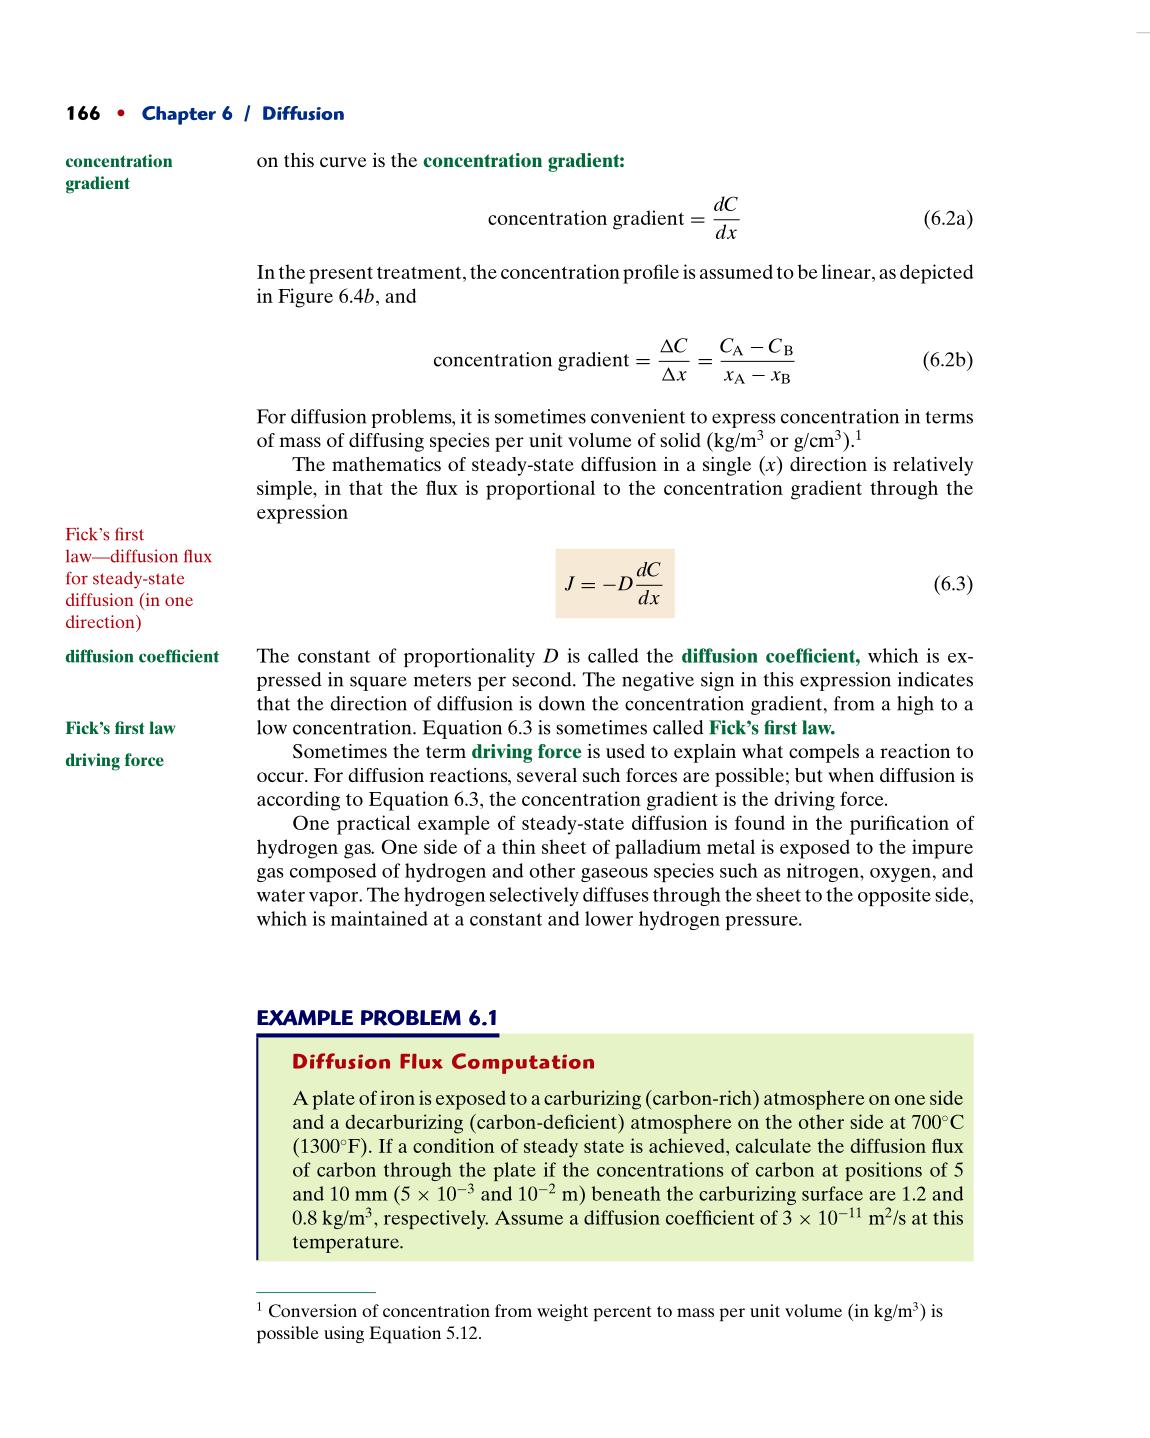 166 • Chapter 6 / Diffusion
concentration
gradient
on this curve is the concentration gradient:
concentration gradient = dC/dx (6.2a)
In the present treatment, the concentration profile is assumed to be linear, as depicted
in Figure 6.4b, and
concentration gradient = ΔC/Δx = (C_A − C_B)/(x_A − x_B) (6.2b)
For diffusion problems, it is sometimes convenient to express concentration in terms
of mass of diffusing species per unit volume of solid (kg/m³ or g/cm³).¹
The mathematics of steady-state diffusion in a single (x) direction is relatively
simple, in that the flux is proportional to the concentration gradient through the
expression
Fick's first
law—diffusion flux
for steady-state
diffusion (in one
direction)
J = −D dC/dx (6.3)
diffusion coefficient
The constant of proportionality D is called the diffusion coefficient, which is ex-
pressed in square meters per second. The negative sign in this expression indicates
that the direction of diffusion is down the concentration gradient, from a high to a
Fick's first law
low concentration. Equation 6.3 is sometimes called Fick's first law.
driving force
Sometimes the term driving force is used to explain what compels a reaction to
occur. For diffusion reactions, several such forces are possible; but when diffusion is
according to Equation 6.3, the concentration gradient is the driving force.
One practical example of steady-state diffusion is found in the purification of
hydrogen gas. One side of a thin sheet of palladium metal is exposed to the impure
gas composed of hydrogen and other gaseous species such as nitrogen, oxygen, and
water vapor. The hydrogen selectively diffuses through the sheet to the opposite side,
which is maintained at a constant and lower hydrogen pressure.
EXAMPLE PROBLEM 6.1
Diffusion Flux Computation
A plate of iron is exposed to a carburizing (carbon-rich) atmosphere on one side
and a decarburizing (carbon-deficient) atmosphere on the other side at 700°C
(1300°F). If a condition of steady state is achieved, calculate the diffusion flux
of carbon through the plate if the concentrations of carbon at positions of 5
and 10 mm (5 × 10⁻³ and 10⁻² m) beneath the carburizing surface are 1.2 and
0.8 kg/m³, respectively. Assume a diffusion coefficient of 3 × 10⁻¹¹ m²/s at this
temperature.
¹ Conversion of concentration from weight percent to mass per unit volume (in kg/m³) is
possible using Equation 5.12.